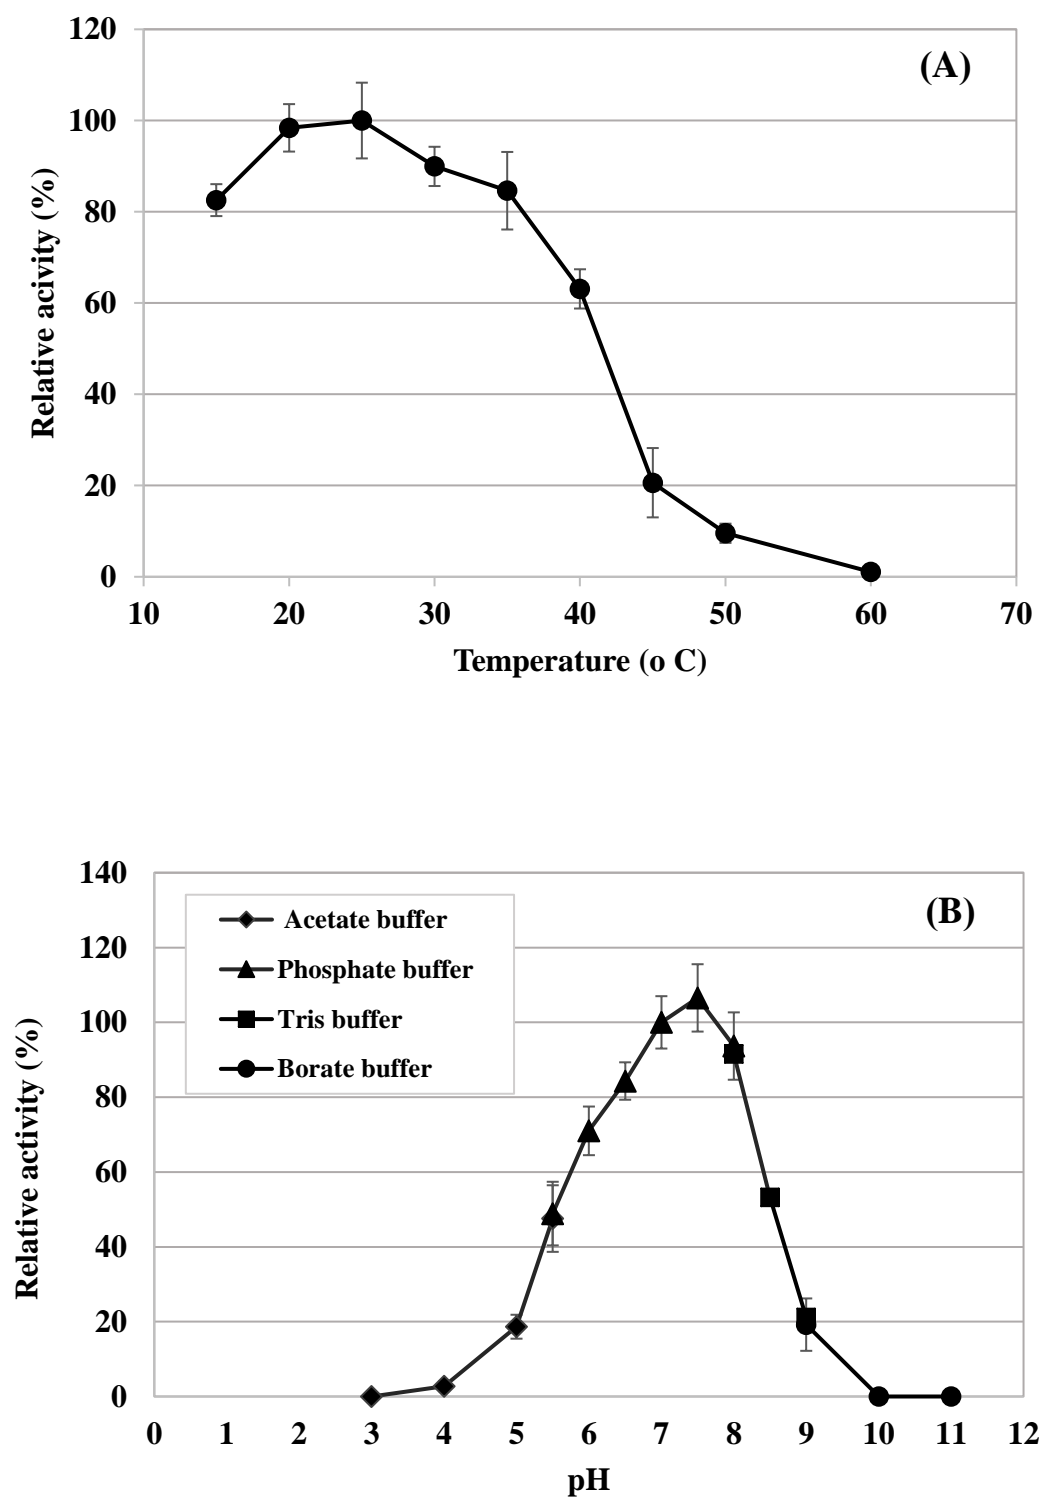 120
(A)
100
80
60
40
20
0
Relative acivity (%)
10 20 30 40 50 60 70
Temperature (o C)
140
(B)
Acetate buffer
120
Phosphate buffer
100
Tris buffer
Borate buffer
80
60
40
20
0
Relative activity (%)
0 1 2 3 4 5 6 7 8 9 10 11 12
pH